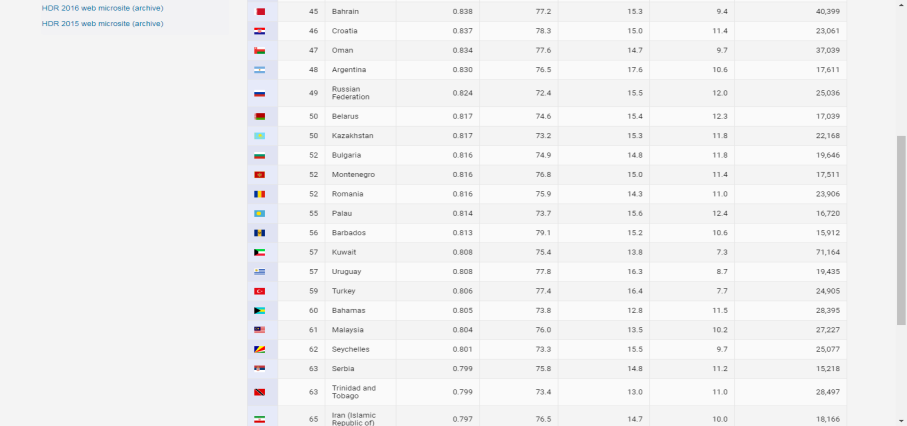 HDR 2016 web microsite (archive)
HDR 2015 web microsite (archive)
45 Bahrain 0.838 77.2 15.3 9.4 40,399
46 Croatia 0.837 78.3 15.0 11.4 23,061
47 Oman 0.834 77.6 14.7 9.7 37,039
48 Argentina 0.830 76.5 17.6 10.6 17,611
49 Russian Federation 0.824 72.4 15.5 12.0 25,036
50 Belarus 0.817 74.6 15.4 12.3 17,039
50 Kazakhstan 0.817 73.2 15.3 11.8 22,168
52 Bulgaria 0.816 74.9 14.8 11.8 19,646
52 Montenegro 0.816 76.8 15.0 11.4 17,511
52 Romania 0.816 75.9 14.3 11.0 23,906
55 Palau 0.814 73.7 15.6 12.4 16,720
56 Barbados 0.813 79.1 15.2 10.6 15,912
57 Kuwait 0.808 75.4 13.8 7.3 71,164
57 Uruguay 0.808 77.8 16.3 8.7 19,435
59 Turkey 0.806 77.4 16.4 7.7 24,905
60 Bahamas 0.805 73.8 12.8 11.5 28,395
61 Malaysia 0.804 76.0 13.5 10.2 27,227
62 Seychelles 0.801 73.3 15.5 9.7 25,077
63 Serbia 0.799 75.8 14.8 11.2 15,218
63 Trinidad and Tobago 0.799 73.4 13.0 11.0 28,497
65 Iran (Islamic Republic of) 0.797 76.5 14.7 10.0 18,166